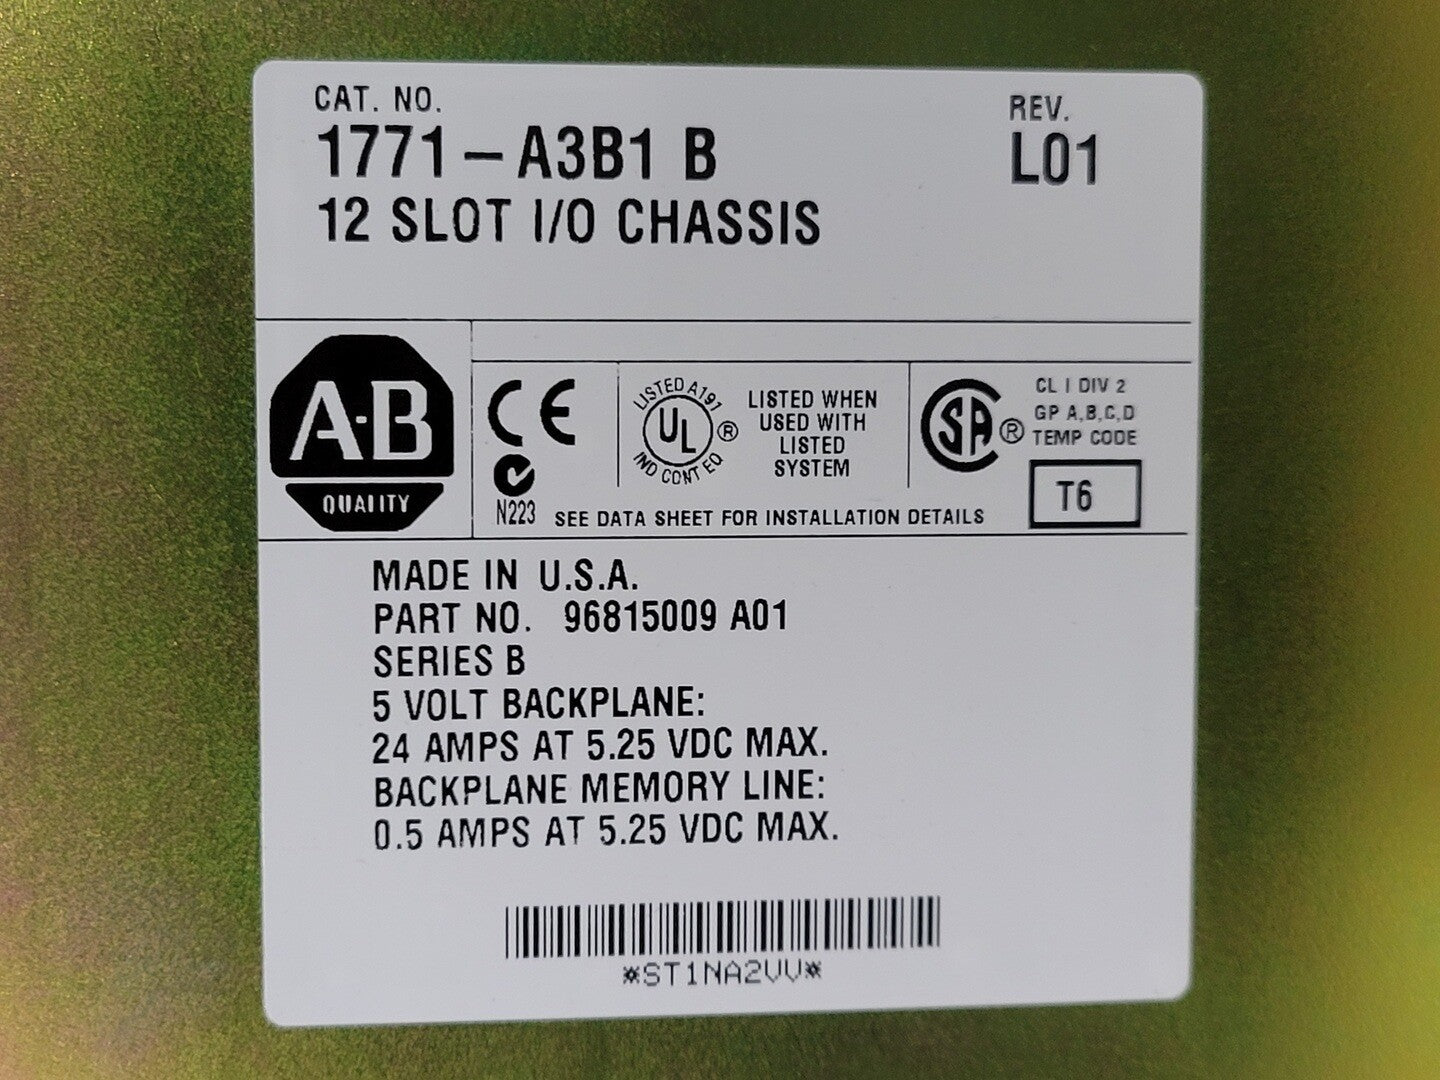 CAT. NO.
1771-A3B1 B
12 SLOT I/O CHASSIS
REV.
L01
A-B
QUALITY
CE
N223
LISTED A191
UL
®
IND CONT EQ
LISTED WHEN
USED WITH
LISTED
SYSTEM
SA
®
CL I DIV 2
GP A,B,C,D
TEMP CODE
T6
SEE DATA SHEET FOR INSTALLATION DETAILS
MADE IN U.S.A.
PART NO. 96815009 A01
SERIES B
5 VOLT BACKPLANE:
24 AMPS AT 5.25 VDC MAX.
BACKPLANE MEMORY LINE:
0.5 AMPS AT 5.25 VDC MAX.
*ST1NA2VV*